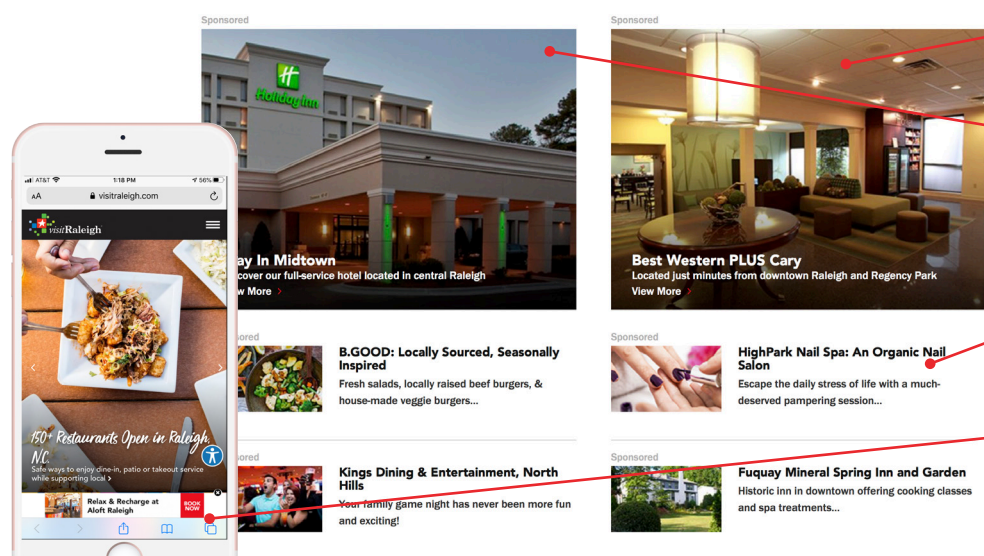 Sponsored
Sponsored
Holiday Inn
ay In Midtown
cover our full-service hotel located in central Raleigh
w More >
Best Western PLUS Cary
Located just minutes from downtown Raleigh and Regency Park
View More >
AT&T
1:18 PM
56%
AA
visitraleigh.com
visitRaleigh
150+ Restaurants Open in Raleigh,
N.C.
Safe ways to enjoy dine-in, patio or takeout service
while supporting local >
Relax & Recharge at
Aloft Raleigh
BOOK
NOW
ored
B.GOOD: Locally Sourced, Seasonally
Inspired
Fresh salads, locally raised beef burgers, &
house-made veggie burgers...
Sponsored
HighPark Nail Spa: An Organic Nail
Salon
Escape the daily stress of life with a much-
deserved pampering session...
ored
Kings Dining & Entertainment, North
Hills
Your family game night has never been more fun
and exciting!
Sponsored
Fuquay Mineral Spring Inn and Garden
Historic inn in downtown offering cooking classes
and spa treatments...